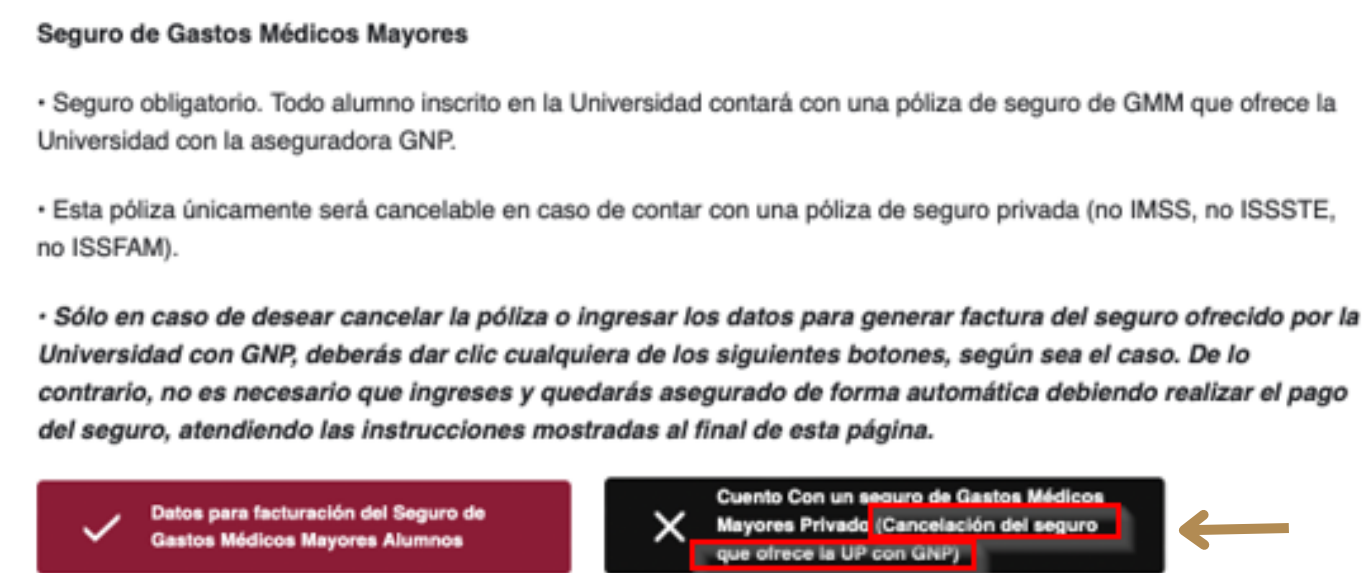 Seguro de Gastos Médicos Mayores
• Seguro obligatorio. Todo alumno inscrito en la Universidad contará con una póliza de seguro de GMM que ofrece la
Universidad con la aseguradora GNP.
• Esta póliza únicamente será cancelable en caso de contar con una póliza de seguro privada (no IMSS, no ISSSTE,
no ISSFAM).
• Sólo en caso de desear cancelar la póliza o ingresar los datos para generar factura del seguro ofrecido por la
Universidad con GNP, deberás dar clic cualquiera de los siguientes botones, según sea el caso. De lo
contrario, no es necesario que ingreses y quedarás asegurado de forma automática debiendo realizar el pago
del seguro, atendiendo las instrucciones mostradas al final de esta página.
Datos para facturación del Seguro de
Gastos Médicos Mayores Alumnos
Cuento Con un seguro de Gastos Médicos
Mayores Privado (Cancelación del seguro
que ofrece la UP con GNP)